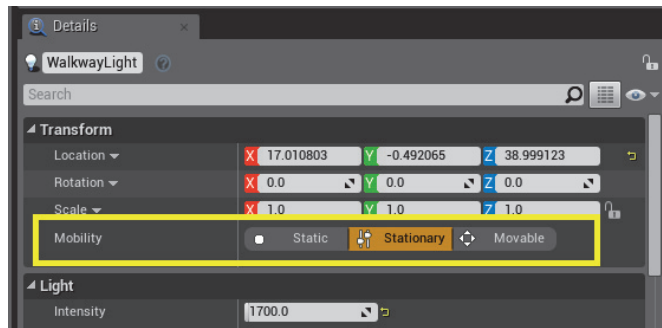 Details
WalkwayLight
Search
Transform
Location X 17.010803 Y -0.492065 Z 38.999123
Rotation X 0.0 Y 0.0 Z 0.0
Scale X 1.0 Y 1.0 Z 1.0
Mobility Static Stationary Movable
Light
Intensity 1700.0